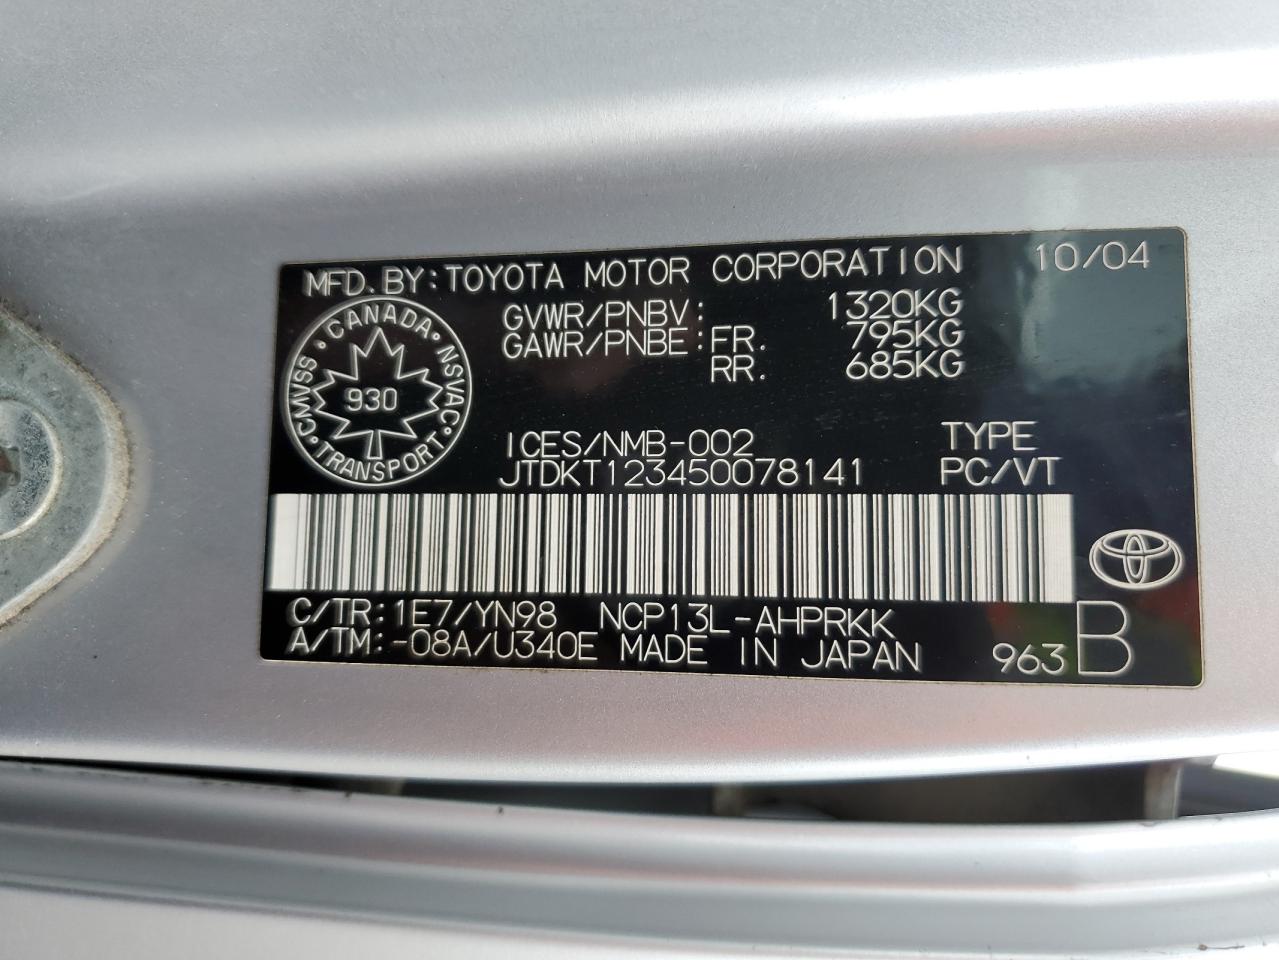 MFD. BY: TOYOTA MOTOR CORPORATION 10/04
GVWR/PNBV: 1320KG
GAWR/PNBE: FR. 795KG
RR. 685KG
CANADA
CMVSS NSVAC
930
TRANSPORT
ICES/NMB-002 TYPE
JTDKT123450078141 PC/VT
C/TR: 1E7/YN98 NCP13L-AHPRKK
A/TM: -08A/U340E MADE IN JAPAN 963 B